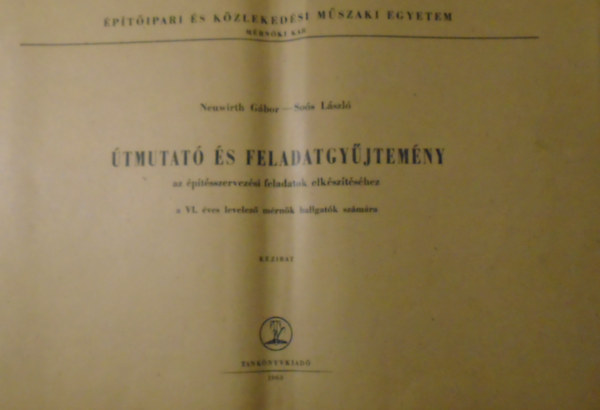 ÉPÍTŐIPARI ÉS KÖZLEKEDÉSI MŰSZAKI EGYETEM
MÉRNÖKI KAR
Neuwirth Gábor — Soós László
ÚTMUTATÓ ÉS FELADATGYŰJTEMÉNY
az építésszervezési feladatok elkészítéséhez
a VI. éves levelező mérnök hallgatók számára
KÉZIRAT
TANKÖNYVKIADÓ